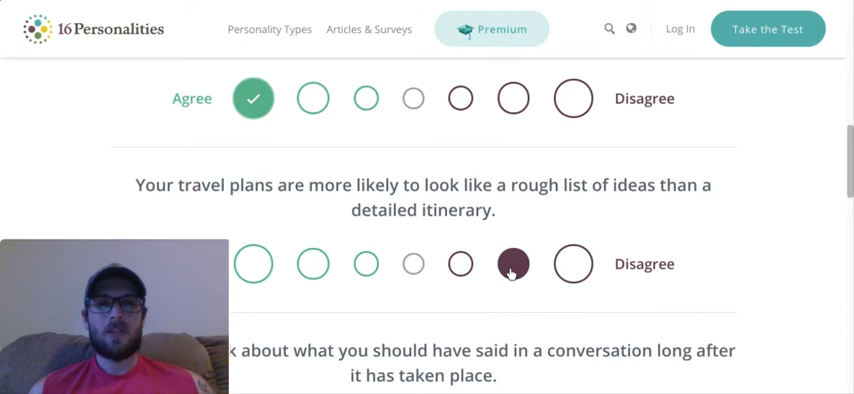 16Personalities Personality Types Articles & Surveys Premium Log In Take the Test
Agree Disagree
Your travel plans are more likely to look like a rough list of ideas than a
detailed itinerary.
Disagree
about what you should have said in a conversation long after
it has taken place.